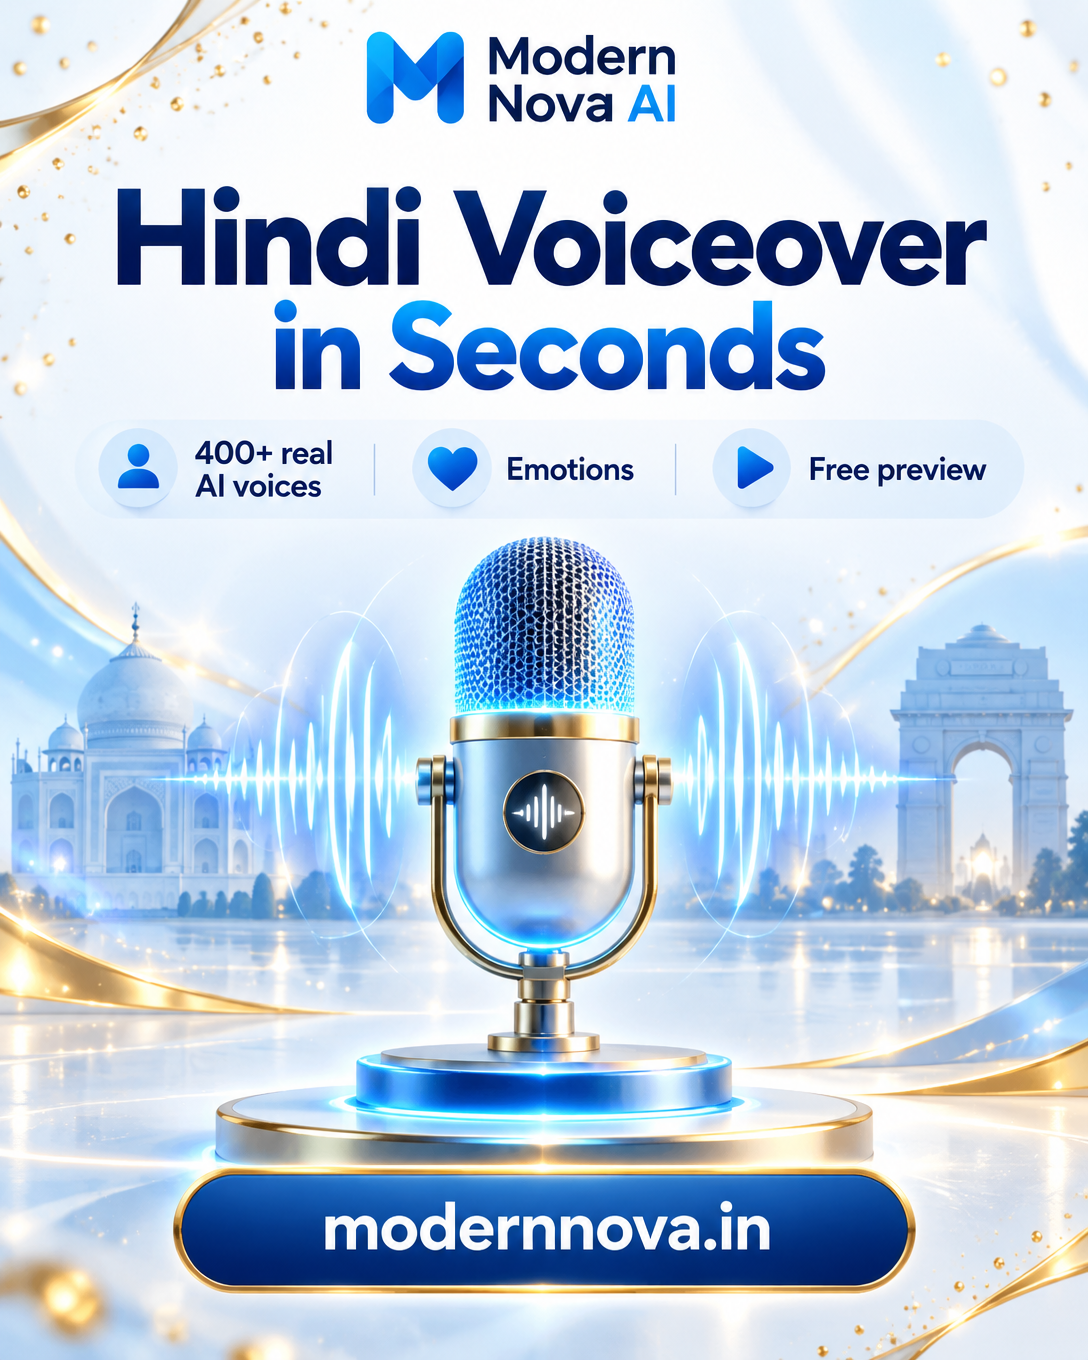 Modern
Nova AI
Hindi Voiceover
in Seconds
400+ real
AI voices
Emotions
Free preview
modernnova.in